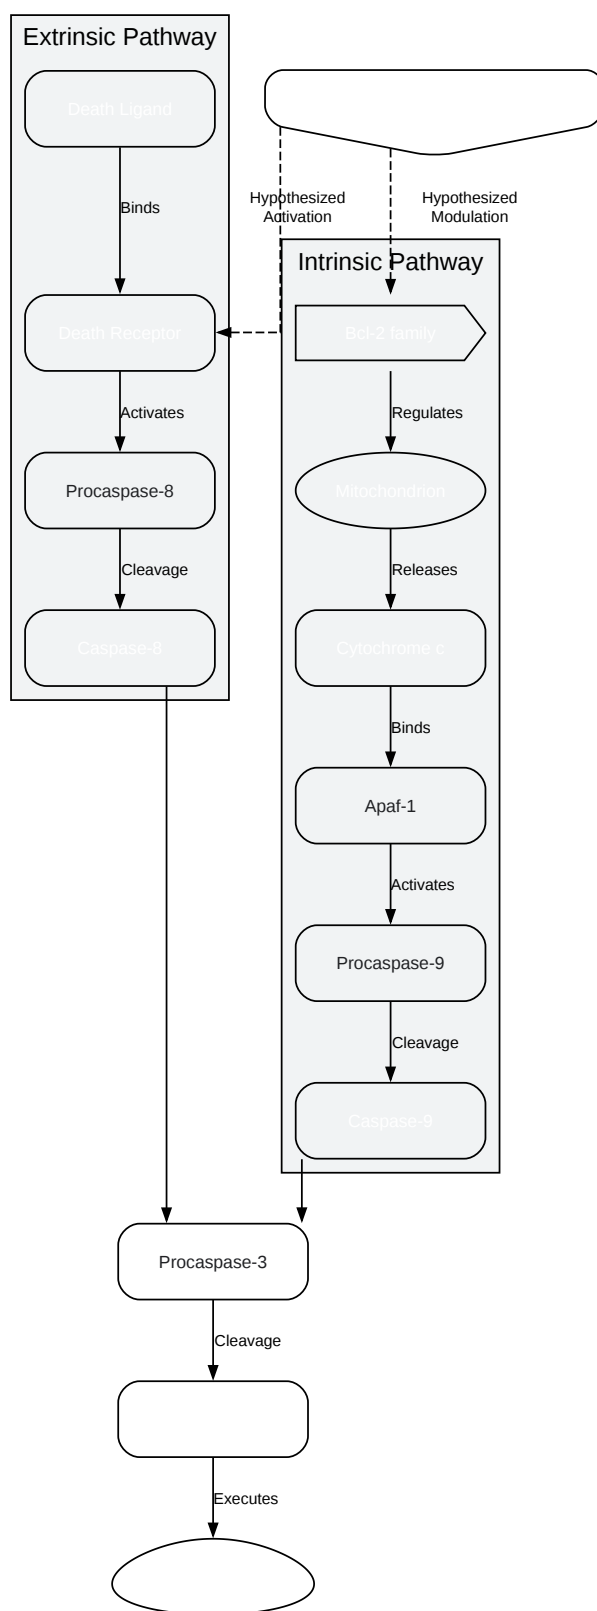 Extrinsic Pathway
Death Ligand
Binds
Hypothesized
Activation
Hypothesized
Modulation
Intrinsic Pathway
Death Receptor
Bcl-2 family
Activates
Regulates
Procaspase-8
Mitochondrion
Cleavage
Releases
Caspase-8
Cytochrome c
Binds
Apaf-1
Activates
Procaspase-9
Cleavage
Caspase-9
Procaspase-3
Cleavage
Executes